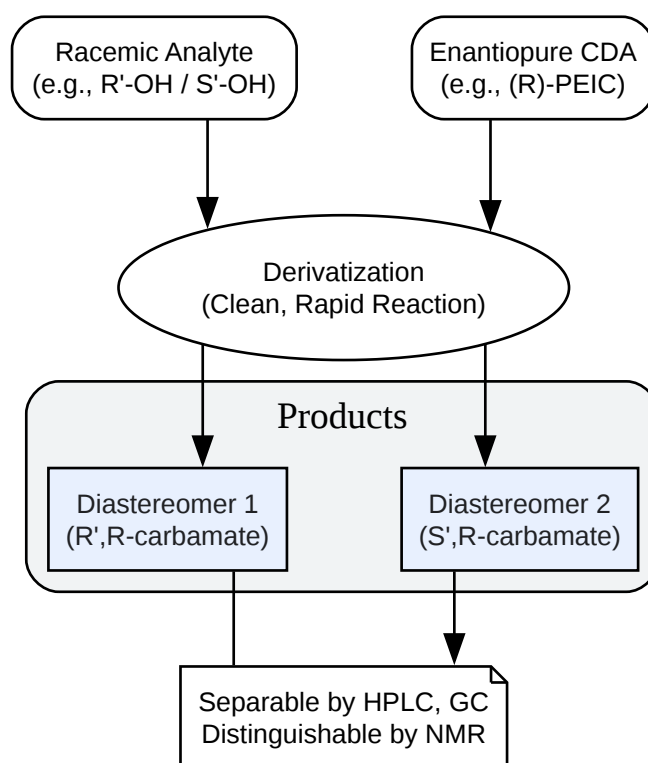 Racemic Analyte
(e.g., R'-OH / S'-OH)
Enantiopure CDA
(e.g., (R)-PEIC)
Derivatization
(Clean, Rapid Reaction)
Products
Diastereomer 1
(R',R-carbamate)
Diastereomer 2
(S',R-carbamate)
Separable by HPLC, GC
Distinguishable by NMR